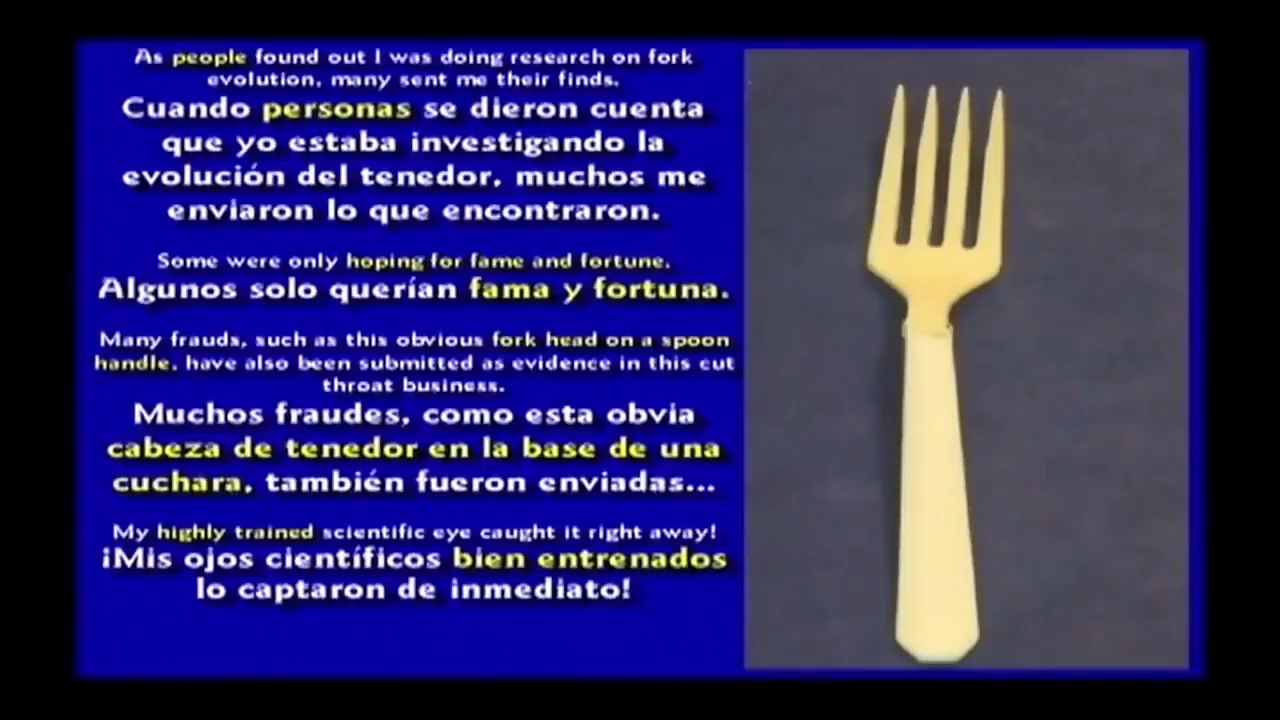 As people found out I was doing research on fork
evolution, many sent me their finds.
Cuando personas se dieron cuenta
que yo estaba investigando la
evolución del tenedor, muchos me
enviaron lo que encontraron.
Some were only hoping for fame and fortune.
Algunos solo querían fama y fortuna.
Many frauds, such as this obvious fork head on a spoon
handle, have also been submitted as evidence in this cut
throat business.
Muchos fraudes, como esta obvia
cabeza de tenedor en la base de una
cuchara, también fueron enviadas...
My highly trained scientific eye caught it right away!
¡Mis ojos científicos bien entrenados
lo captaron de inmediato!